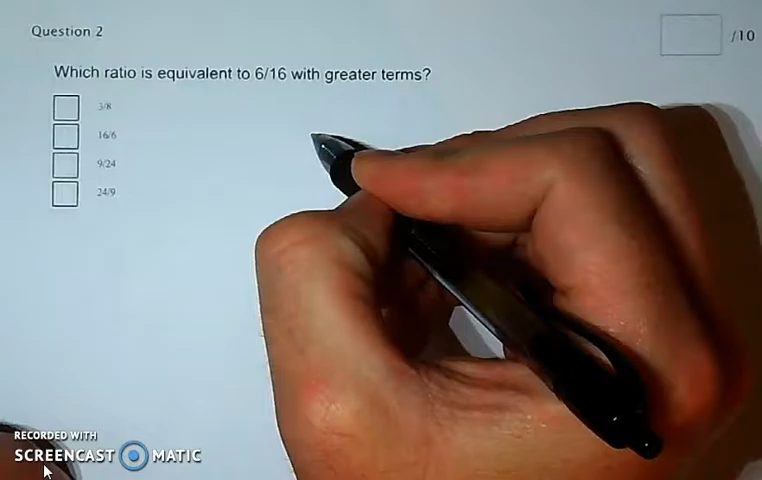 Question 2
/10
Which ratio is equivalent to 6/16 with greater terms?
3/8
16/6
9/24
24/9
RECORDED WITH
SCREENCAST MATIC